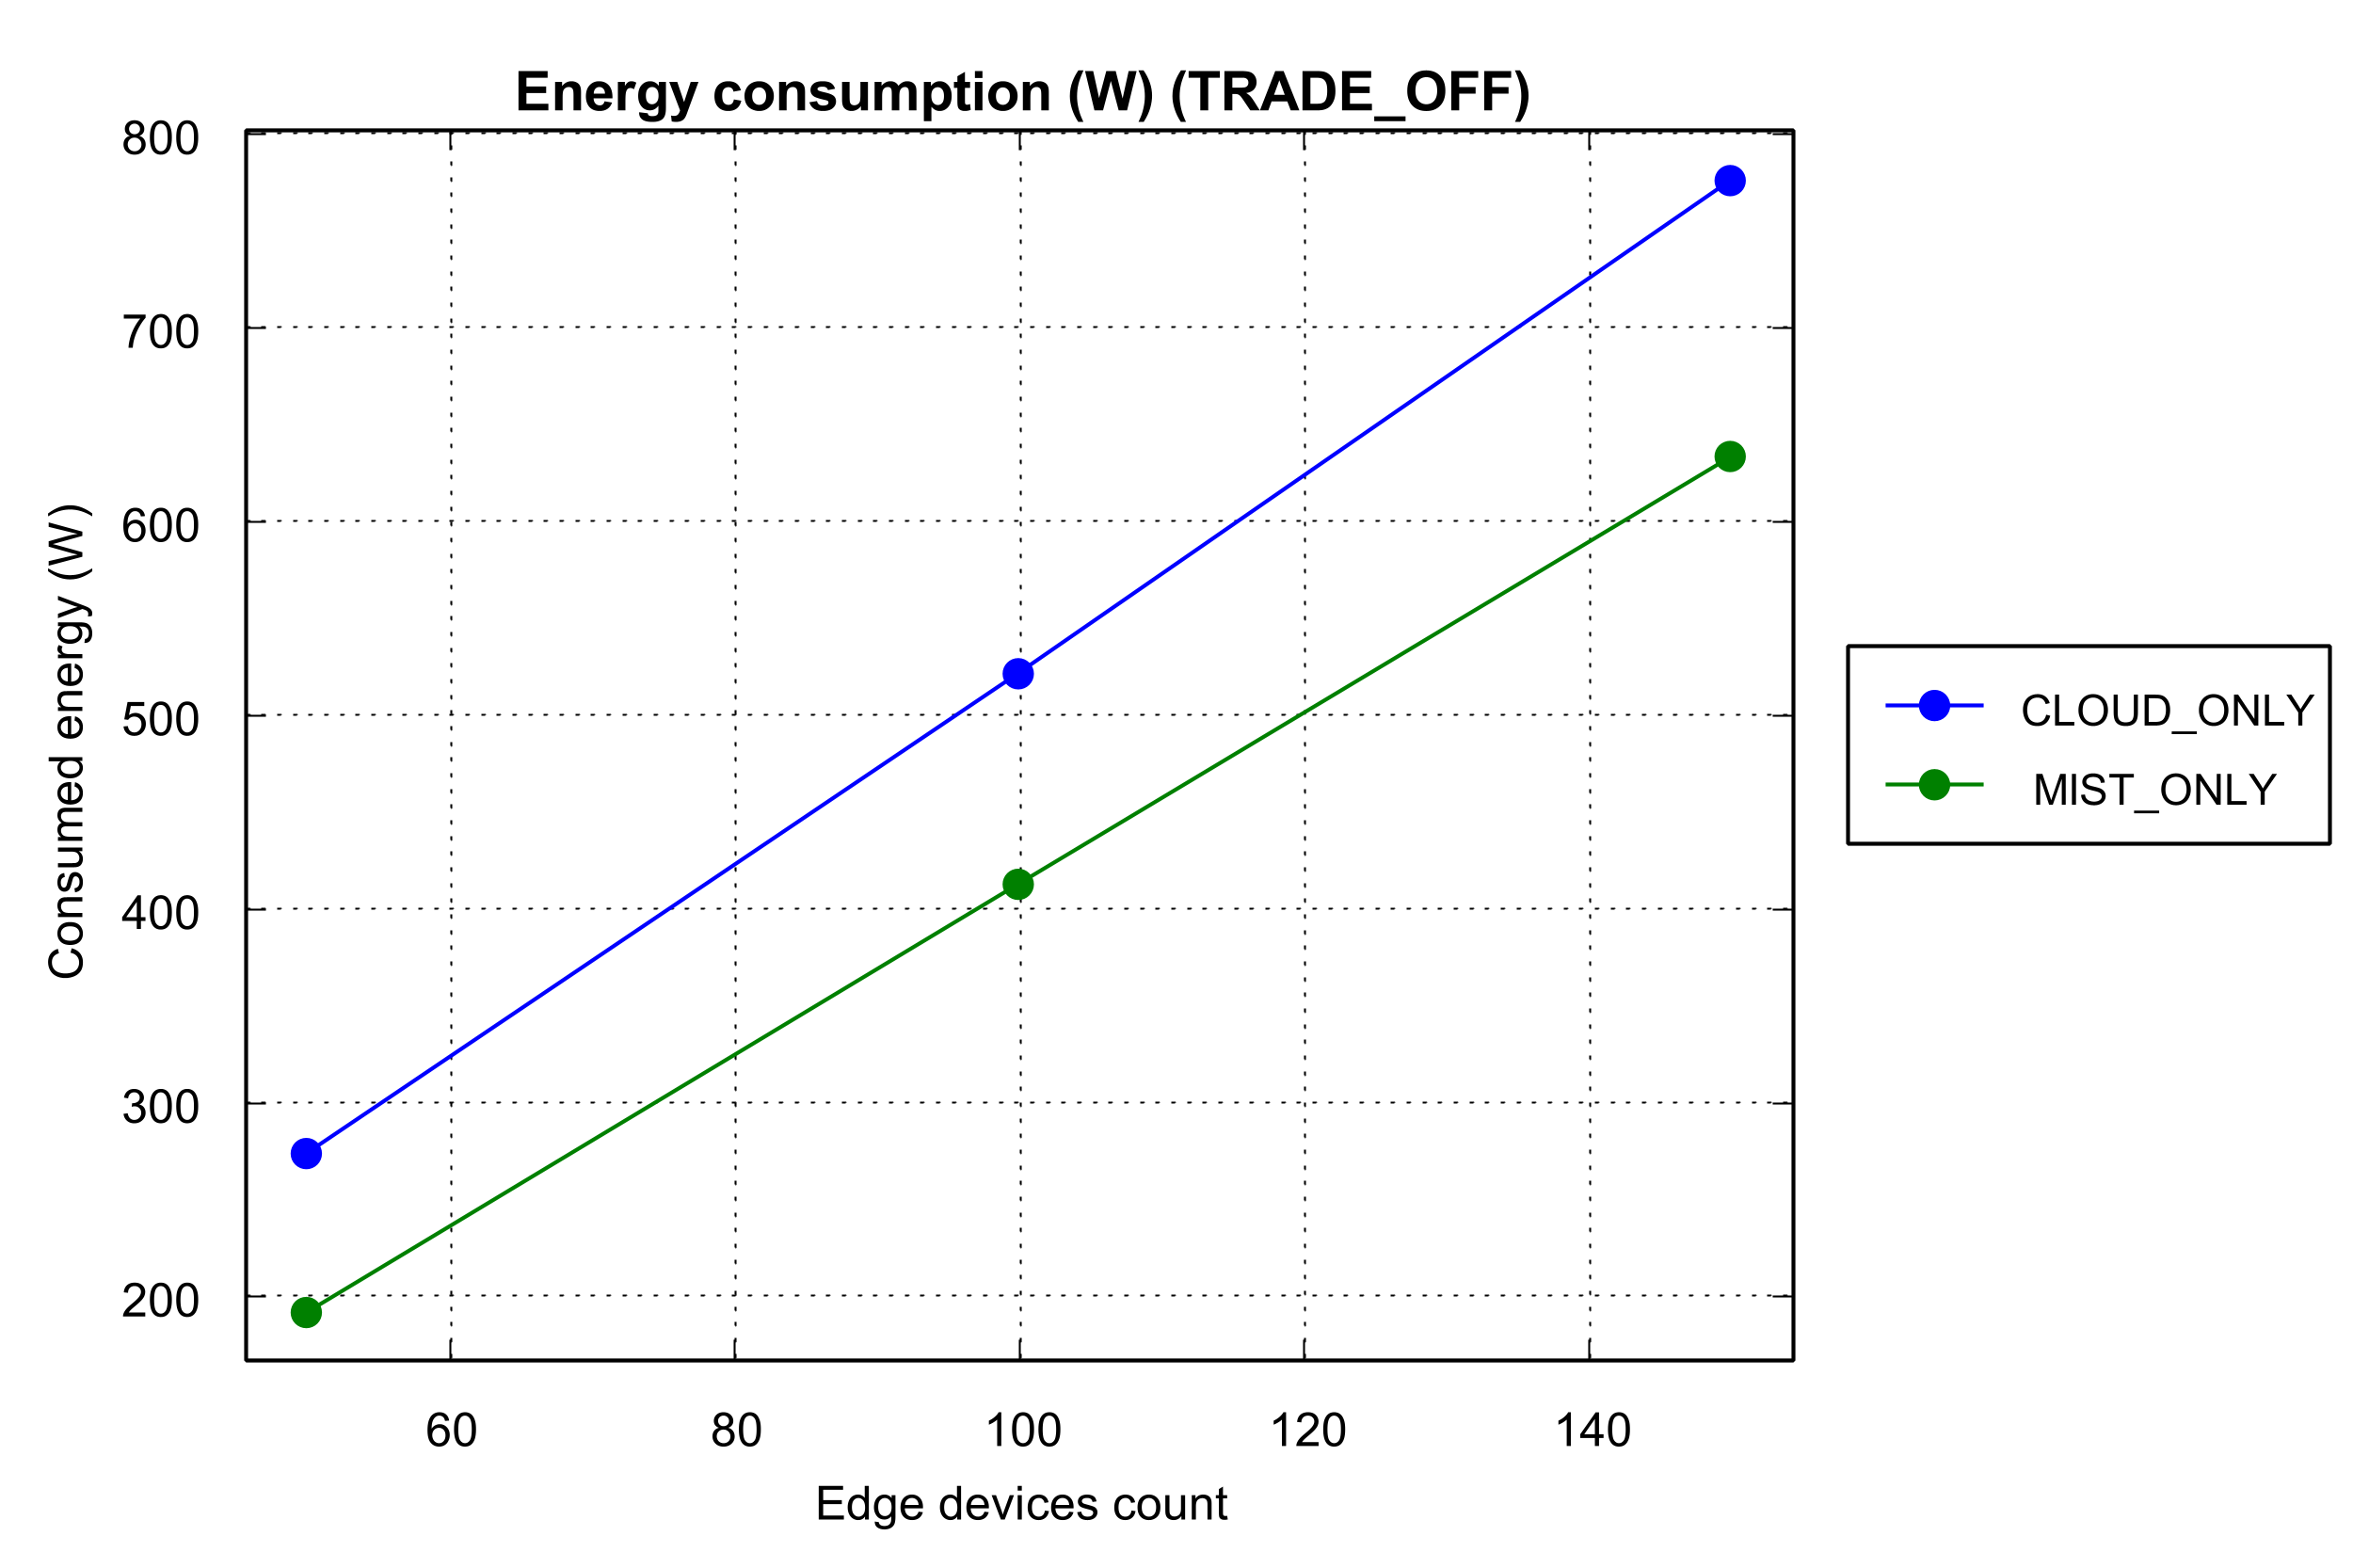 Energy consumption (W) (TRADE_OFF)
800
700
600
500
400
300
200
Consumed energy (W)
60 80 100 120 140
Edge devices count
CLOUD_ONLY
MIST_ONLY